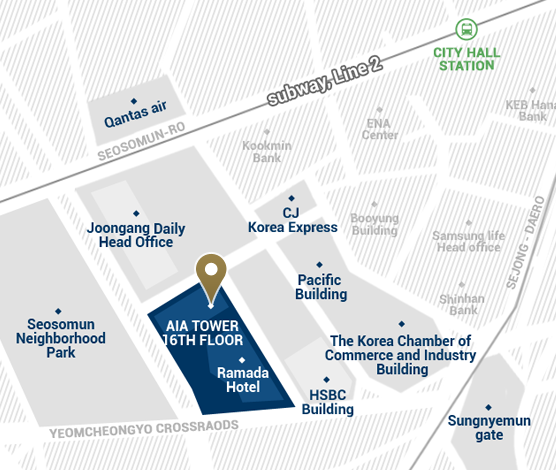 CITY HALL
STATION
subway, Line 2
KEB Hana
Bank
Qantas air
SEOSOMUN-RO
ENA
Center
Kookmin
Bank
SEJONG - DAERO
CJ
Korea Express
Booyung
Building
Joongang Daily
Head Office
Samsung life
Head office
Pacific
Building
Shinhan
Bank
Seosomun
Neighborhood
Park
AIA TOWER
16TH FLOOR
The Korea Chamber of
Commerce and Industry
Building
Ramada
Hotel
HSBC
Building
Sungnyemun
gate
YEOMCHEONGYO CROSSRAODS